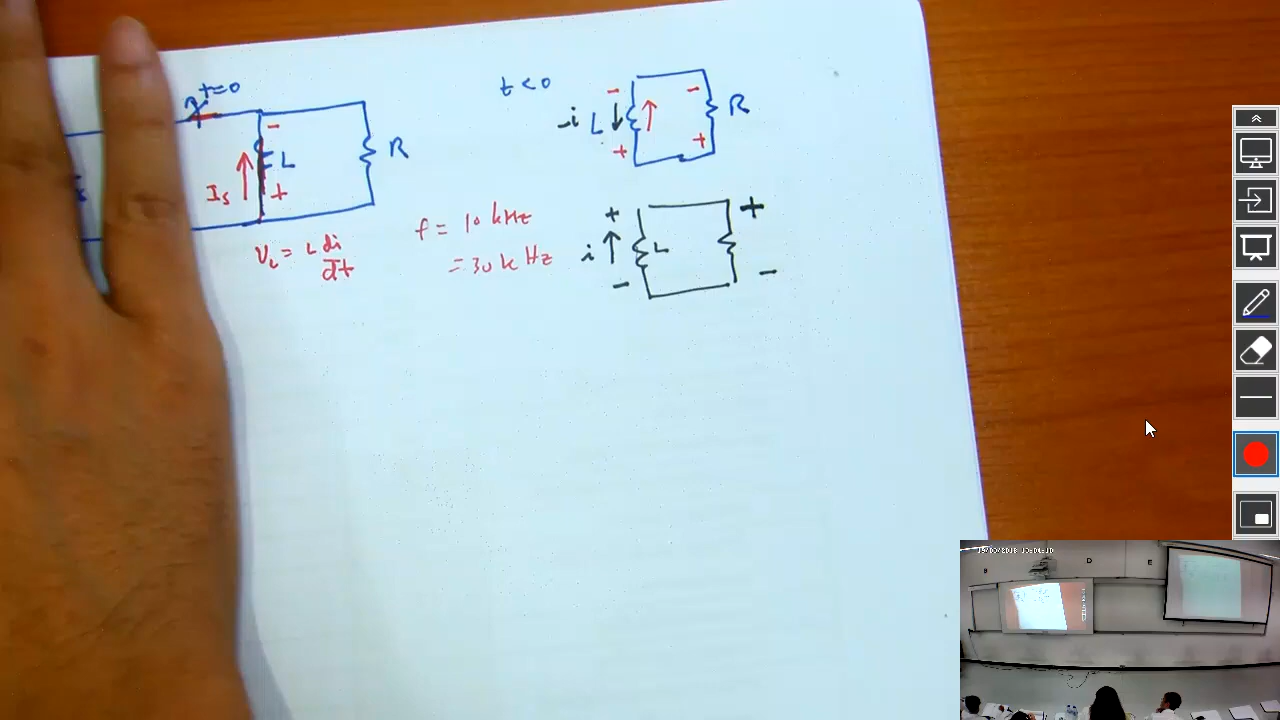 t=0
L
R
Is
+
-
t < 0
-i L
R
-
-
+
+
f = 10 kHz
= 30 kHz
VL = L di/dt
+
+
i
L
-
-
B
D
E